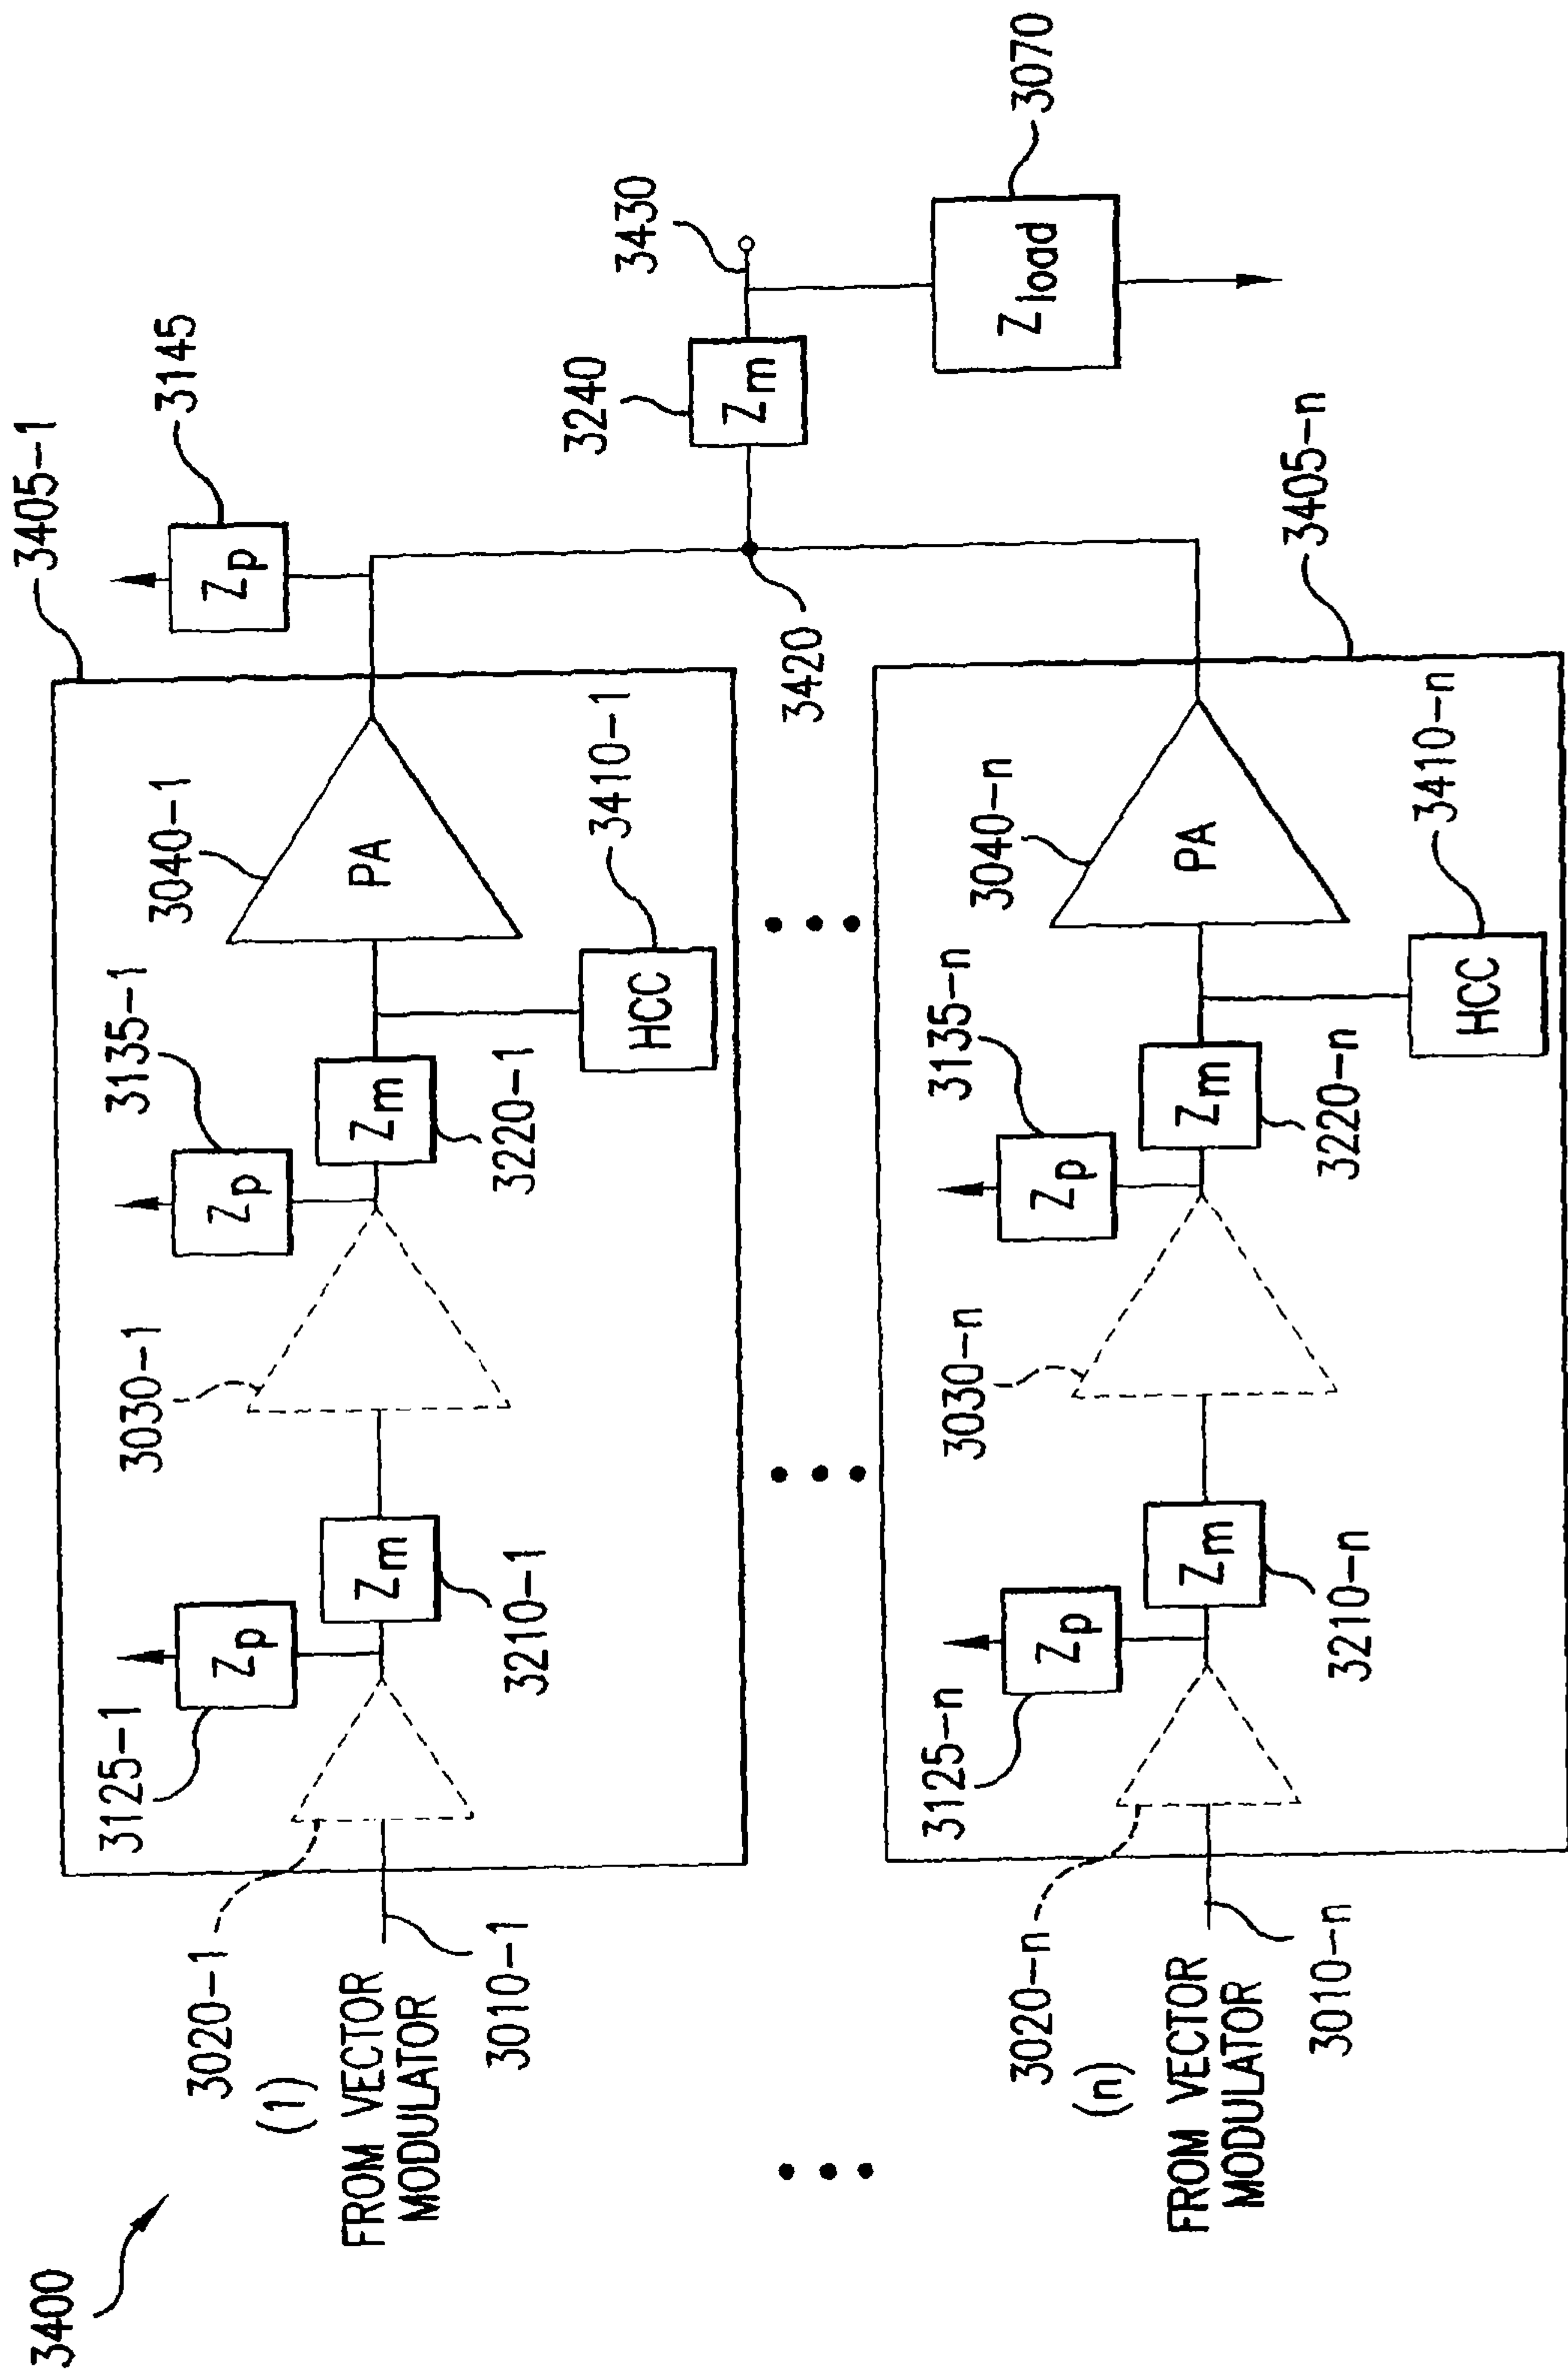 3400
3405-1
3145
3125-1
3135-1
3040-1
3030-1
Zp
Zp
Zp
3020-1
(1)
FROM VECTOR
MODULATOR
Zm
Zm
PA
3010-1
3210-1
3220-1
HCC
3410-1
3240
3430
Zm
3420
Zload
3070
3405-n
3125-n
3135-n
3040-n
3030-n
Zp
Zp
3020-n
(n)
FROM VECTOR
MODULATOR
Zm
Zm
PA
3010-n
3210-n
3220-n
HCC
3410-n